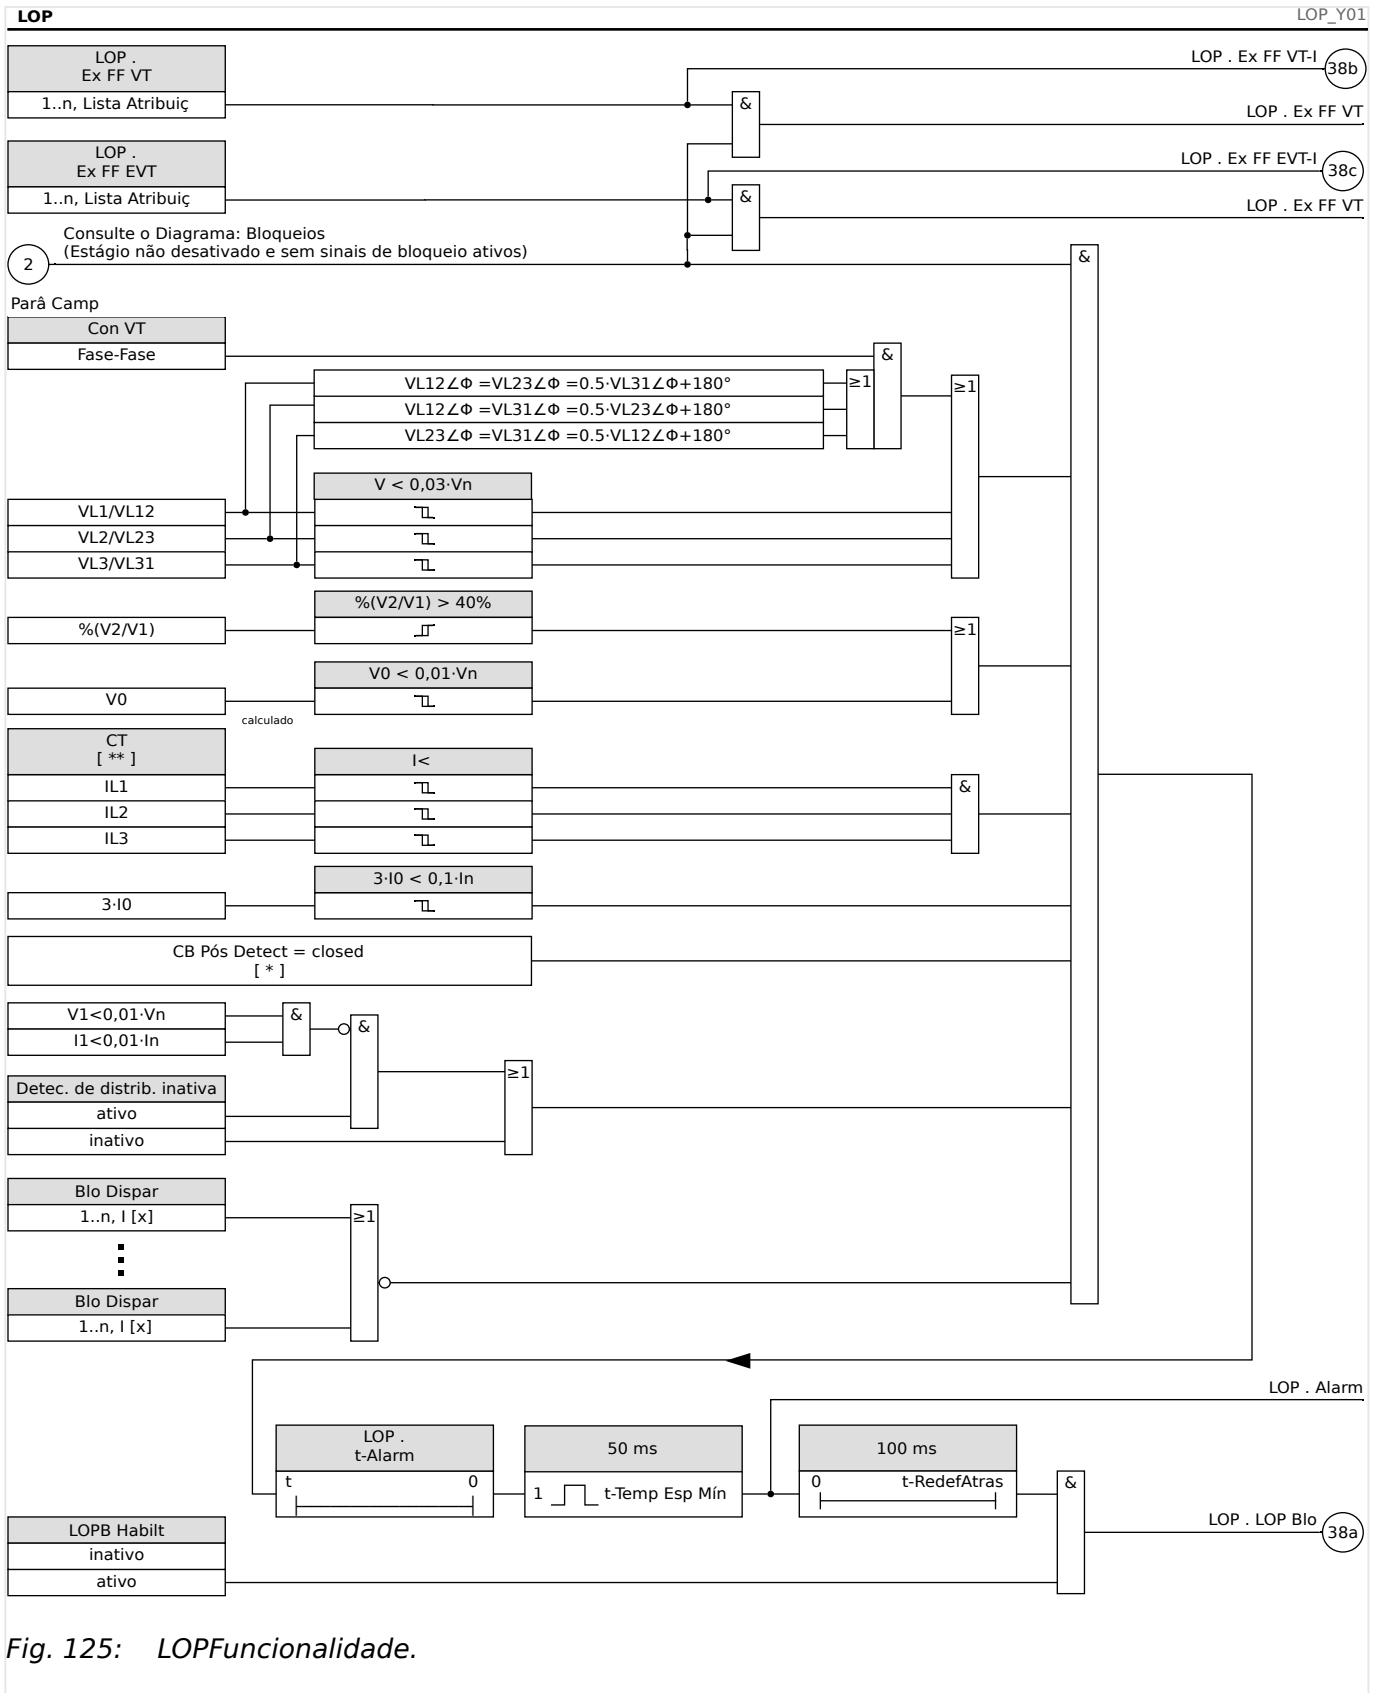 LOP
LOP_Y01
LOP .
Ex FF VT
1..n, Lista Atribuiç
LOP . Ex FF VT-I
38b
&
LOP . Ex FF VT
LOP .
Ex FF EVT
1..n, Lista Atribuiç
LOP . Ex FF EVT-I
38c
&
LOP . Ex FF VT
Consulte o Diagrama: Bloqueios
(Estágio não desativado e sem sinais de bloqueio ativos)
2
&
Parâ Camp
Con VT
Fase-Fase
&
VL12∠Φ =VL23∠Φ =0.5·VL31∠Φ+180°
≥1
≥1
VL12∠Φ =VL31∠Φ =0.5·VL23∠Φ+180°
VL23∠Φ =VL31∠Φ =0.5·VL12∠Φ+180°
V < 0,03·Vn
VL1/VL12
VL2/VL23
VL3/VL31
%(V2/V1) > 40%
%(V2/V1)
≥1
V0 < 0,01·Vn
V0
calculado
CT
[ ** ]
I<
IL1
&
IL2
IL3
3·I0 < 0,1·In
3·I0
CB Pós Detect = closed
[ * ]
V1<0,01·Vn
&
&
I1<0,01·In
≥1
Detec. de distrib. inativa
ativo
inativo
Blo Dispar
1..n, I [x]
≥1
Blo Dispar
1..n, I [x]
LOP . Alarm
LOP .
t-Alarm
50 ms
100 ms
t 0
1 t-Temp Esp Mín
0 t-RedefAtras
&
LOPB Habilt
inativo
ativo
LOP . LOP Blo
38a
Fig. 125: LOPFuncionalidade.